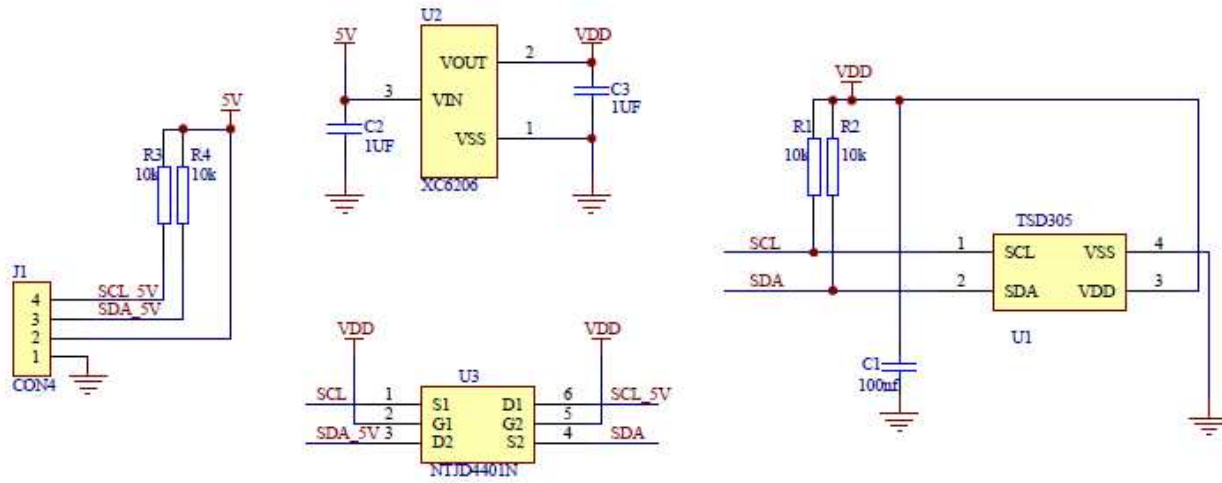 5V
R3
10k
R4
10k
J1
4
3
2
1
SCL_5V
SDA_5V
CON4
U2
5V
VDD
VOUT
2
3
VIN
VSS
1
C2
1UF
C3
1UF
XC6206
VDD
VDD
U3
SCL
1
S1
D1
6
SCL_5V
2
G1
G2
5
SDA_5V
3
D2
S2
4
SDA
NTJD4401N
VDD
R1
10k
R2
10k
TSD305
SCL
1
SCL
VSS
4
SDA
2
SDA
VDD
3
U1
C1
100nf